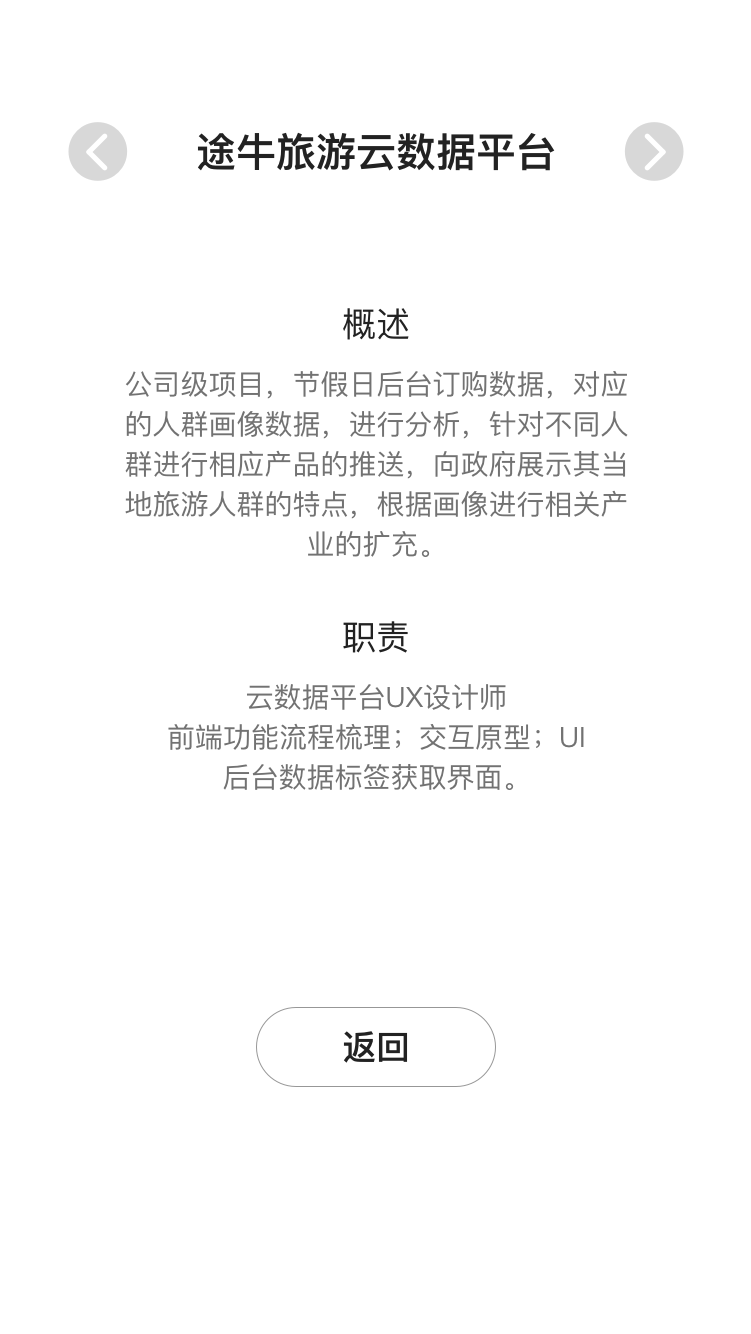 途牛旅游云数据平台
概述
公司级项目，节假日后台订购数据，对应
的人群画像数据，进行分析，针对不同人
群进行相应产品的推送，向政府展示其当
地旅游人群的特点，根据画像进行相关产
业的扩充。
职责
云数据平台UX设计师
前端功能流程梳理；交互原型；UI
后台数据标签获取界面。
返回